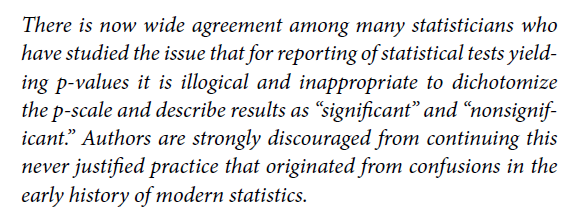 There is now wide agreement among many statisticians who
have studied the issue that for reporting of statistical tests yield-
ing p-values it is illogical and inappropriate to dichotomize
the p-scale and describe results as “significant” and “nonsignif-
icant.” Authors are strongly discouraged from continuing this
never justified practice that originated from confusions in the
early history of modern statistics.